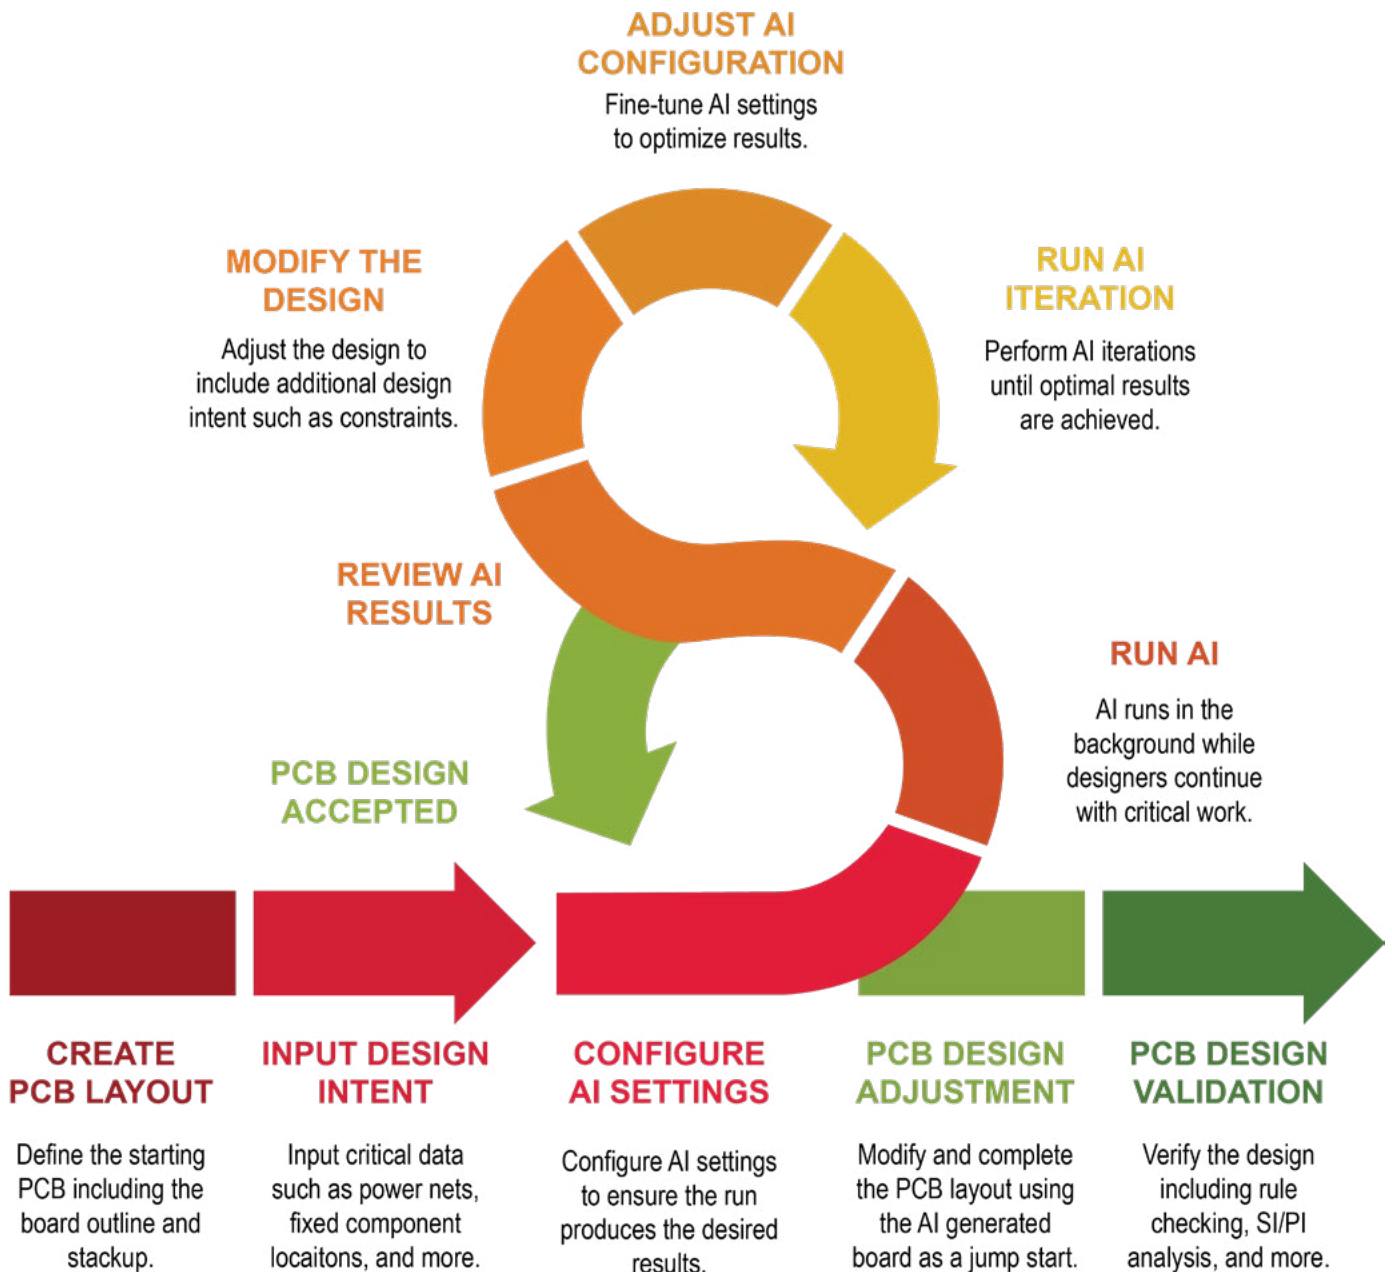 ADJUST AI
CONFIGURATION
Fine-tune AI settings
to optimize results.
MODIFY THE
DESIGN
Adjust the design to
include additional design
intent such as constraints.
RUN AI
ITERATION
Perform AI iterations
until optimal results
are achieved.
REVIEW AI
RESULTS
RUN AI
AI runs in the
background while
designers continue
with critical work.
PCB DESIGN
ACCEPTED
CREATE
PCB LAYOUT
Define the starting
PCB including the
board outline and
stackup.
INPUT DESIGN
INTENT
Input critical data
such as power nets,
fixed component
locaitons, and more.
CONFIGURE
AI SETTINGS
Configure AI settings
to ensure the run
produces the desired
results.
PCB DESIGN
ADJUSTMENT
Modify and complete
the PCB layout using
the AI generated
board as a jump start.
PCB DESIGN
VALIDATION
Verify the design
including rule
checking, SI/PI
analysis, and more.